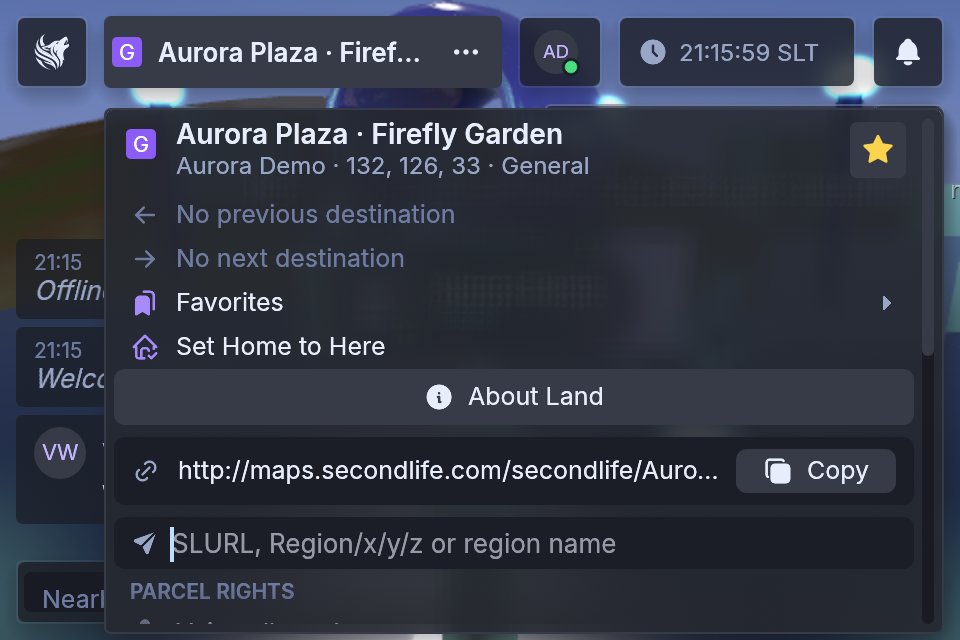 G Aurora Plaza · Firef... ...
AD
21:15:59 SLT
G Aurora Plaza · Firefly Garden
Aurora Demo · 132, 126, 33 · General
← No previous destination
→ No next destination
Favorites
Set Home to Here
About Land
http://maps.secondlife.com/secondlife/Auro...
Copy
SLURL, Region/x/y/z or region name
PARCEL RIGHTS
21:15
21:15
VW